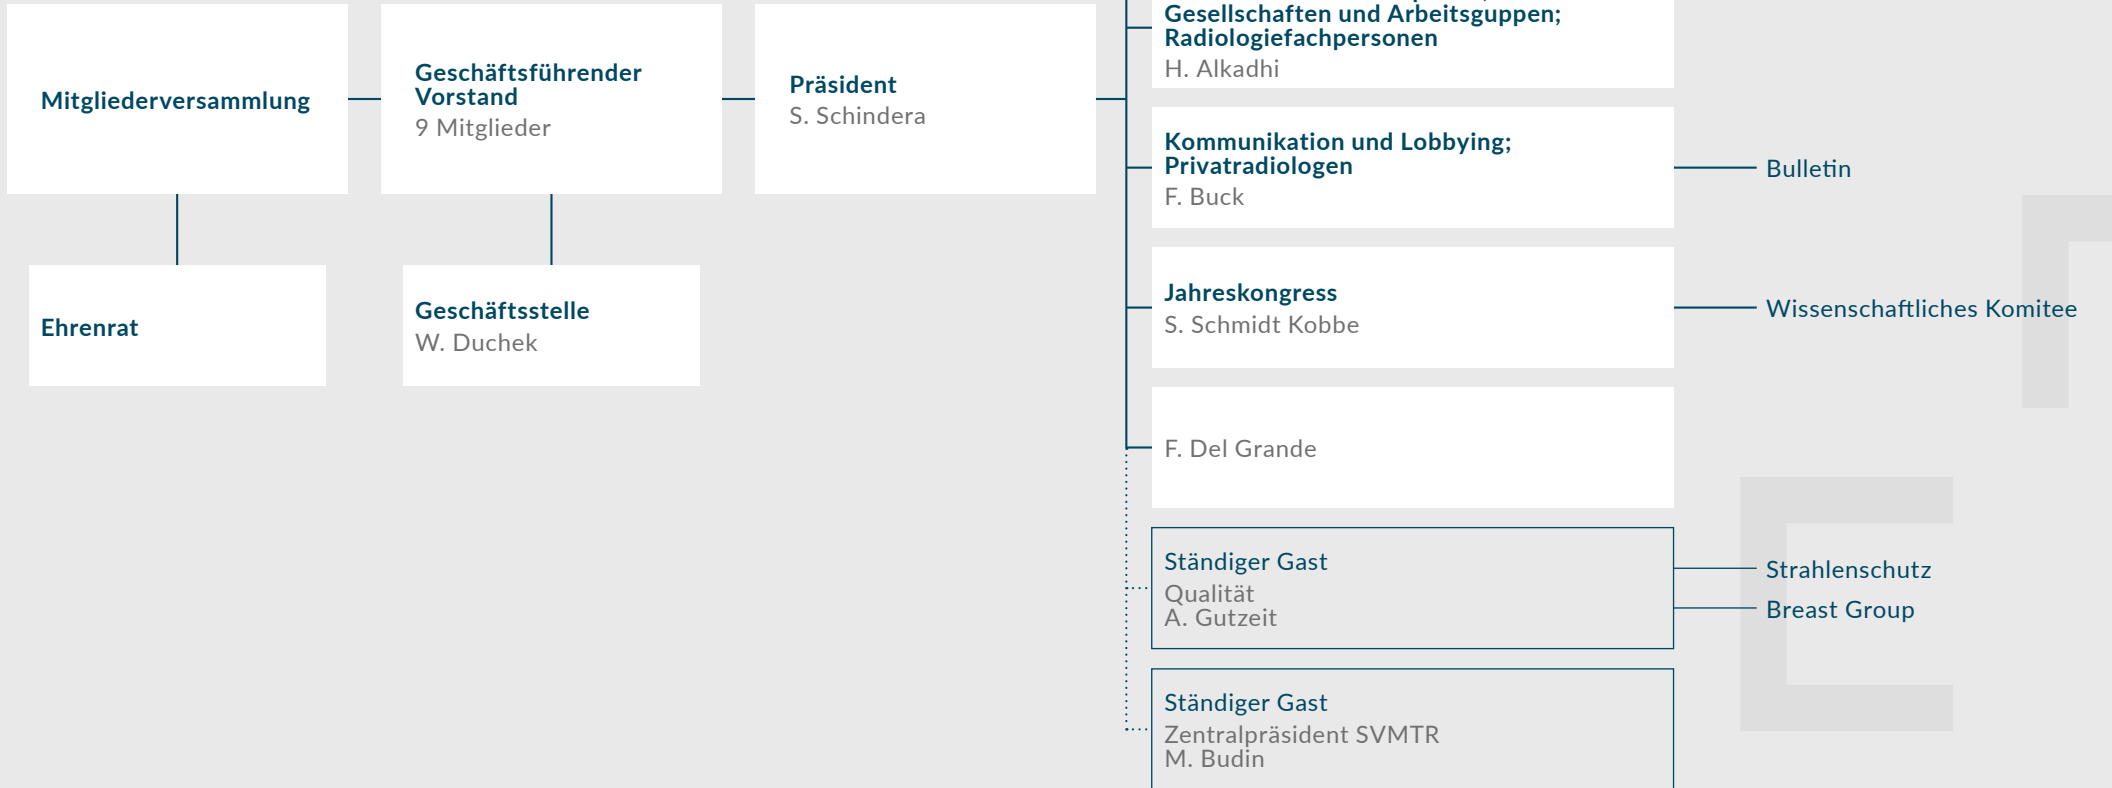 Mitgliederversammlung
Ehrenrat
Geschäftsführender
Vorstand
9 Mitglieder
Geschäftsstelle
W. Duchek
Präsident
S. Schindera
Gesellschaften und Arbeitsguppen;
Radiologiefachpersonen
H. Alkadhi
Kommunikation und Lobbying;
Privatradiologen
F. Buck
Bulletin
Jahreskongress
S. Schmidt Kobbe
Wissenschaftliches Komitee
F. Del Grande
Ständiger Gast
Qualität
A. Gutzeit
Strahlenschutz
Breast Group
Ständiger Gast
Zentralpräsident SVMTR
M. Budin